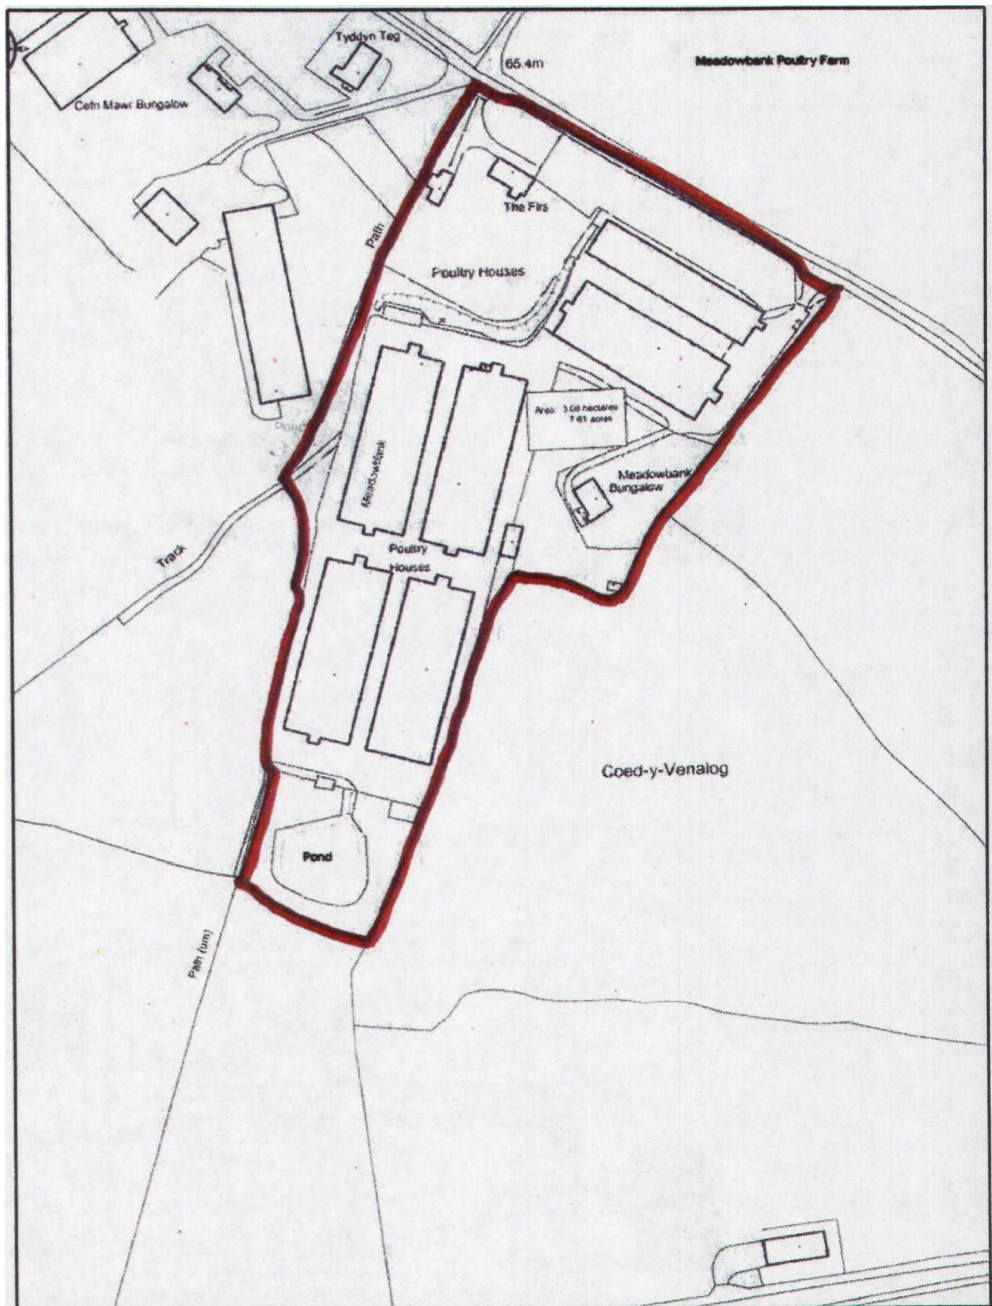 Tyddyn Teg
65.4m
Meadowbank Poultry Farm
Cefn Mawr Bungalow
The Firs
Path
Poultry Houses
Area: 3.08 hectares
7.61 acres
Meadowbank
Meadowbank
Bungalow
Poultry
Houses
Track
Coed-y-Venalog
Pond
Path (um)